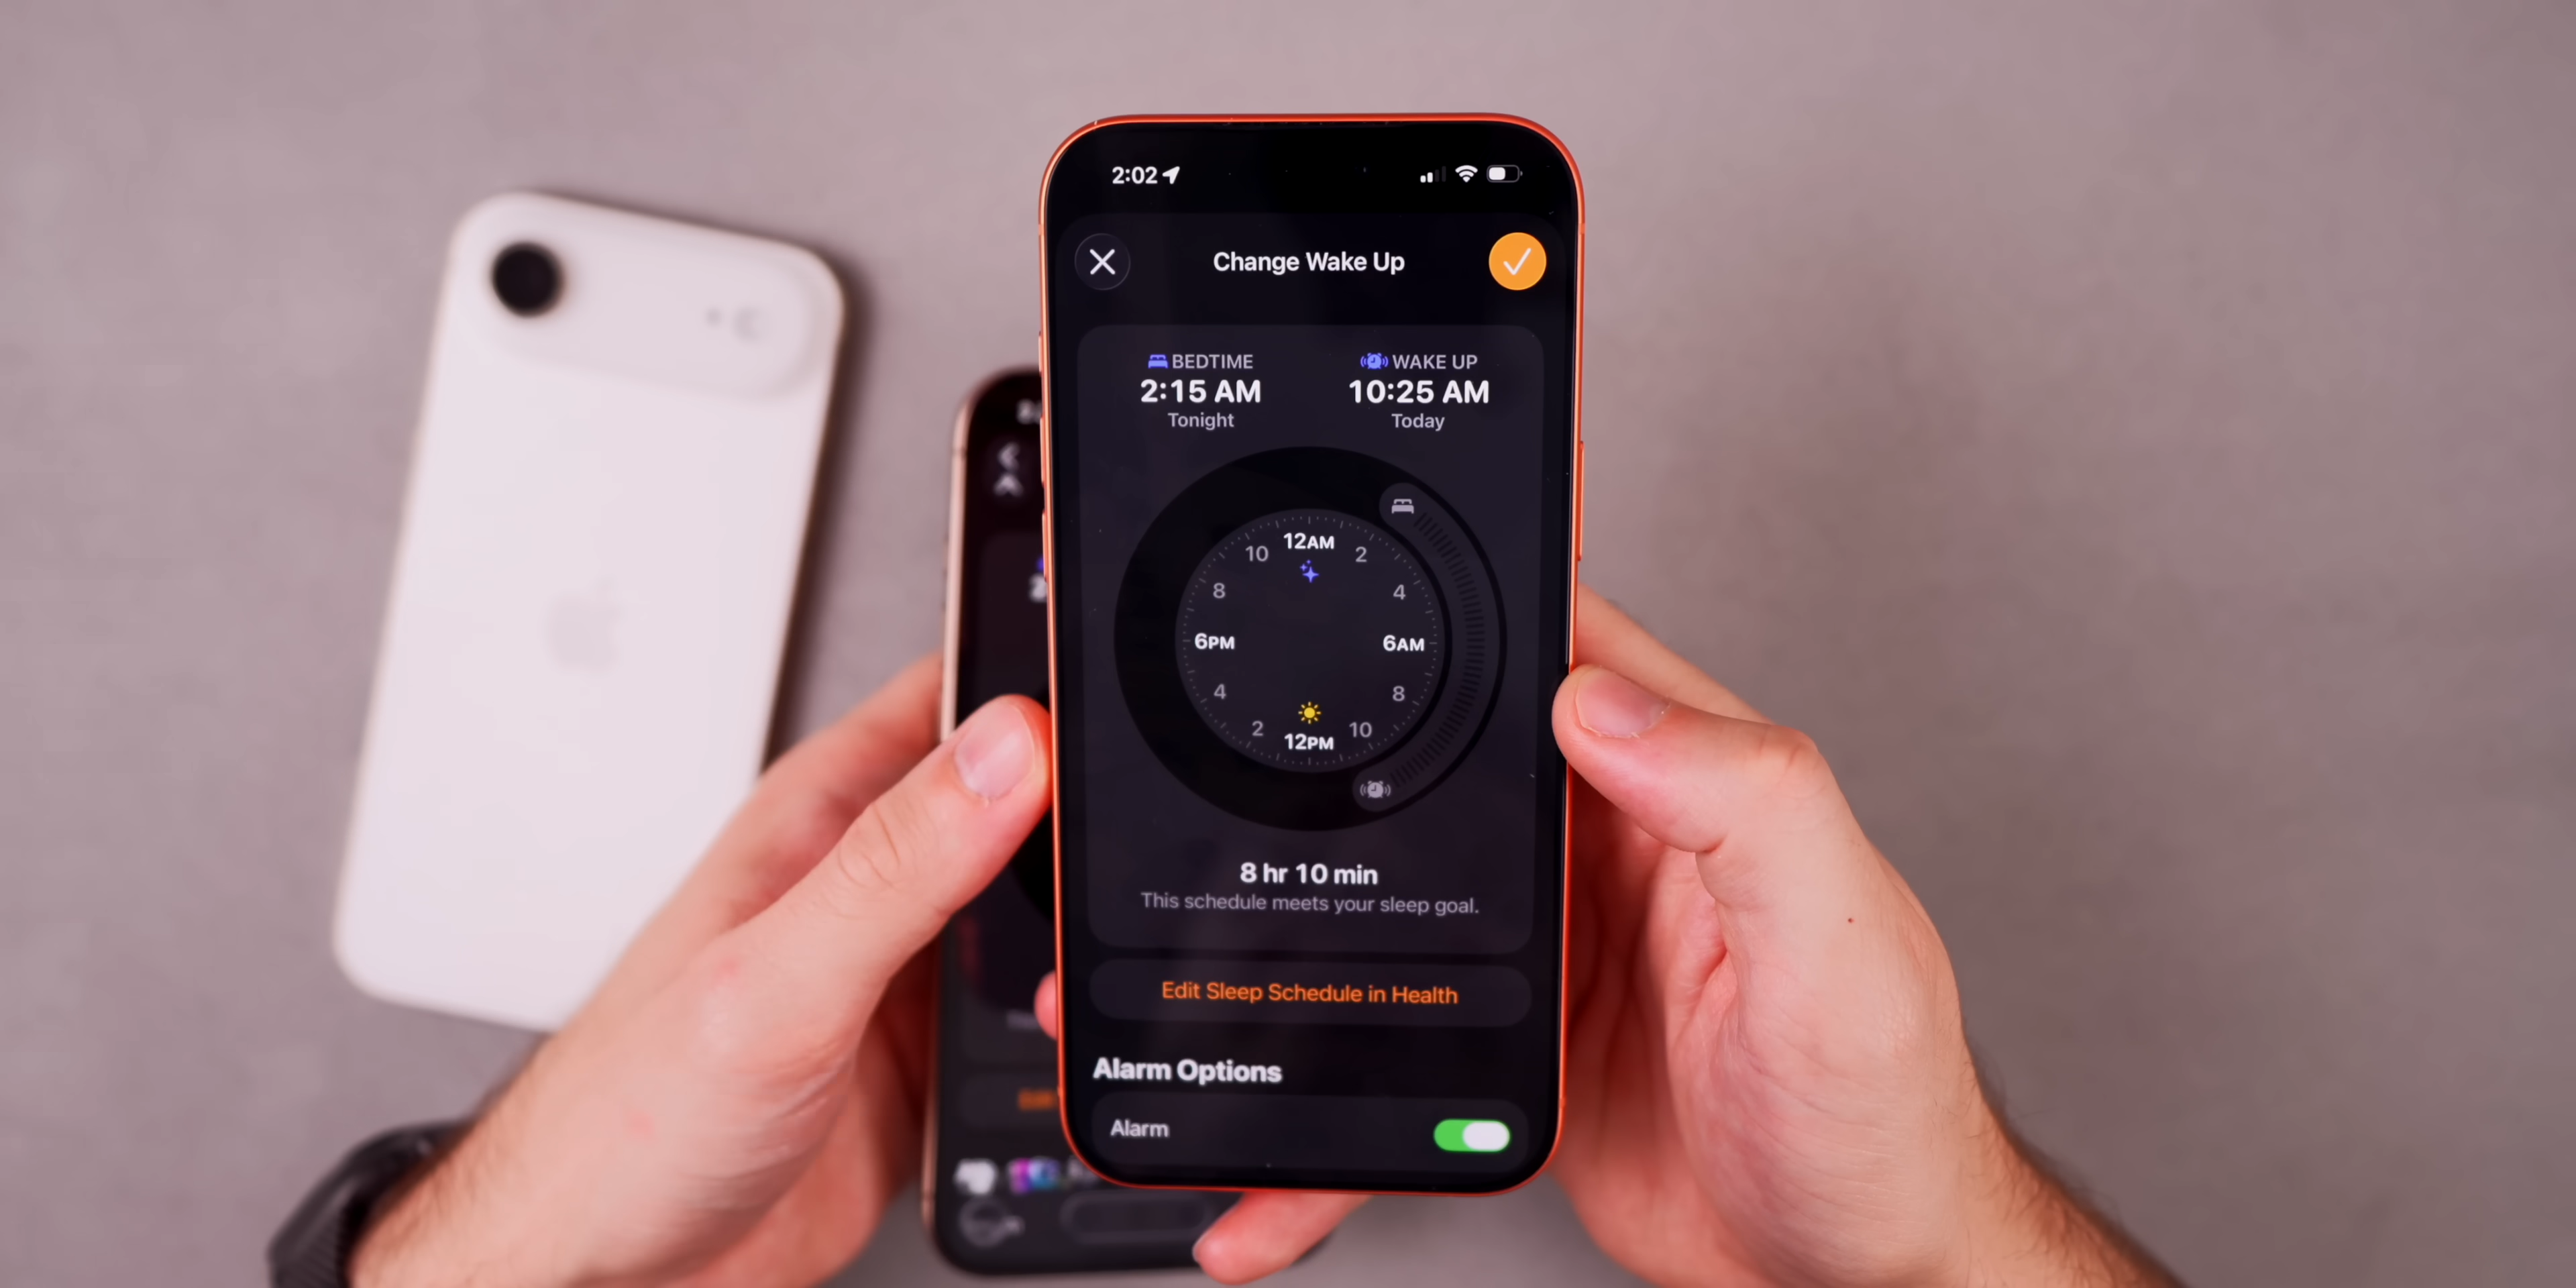 2:02
Change Wake Up
BEDTIME
2:15 AM
Tonight
WAKE UP
10:25 AM
Today
12AM
2
4
6AM
8
10
12PM
2
4
6PM
8
10
8 hr 10 min
This schedule meets your sleep goal.
Edit Sleep Schedule in Health
Alarm Options
Alarm